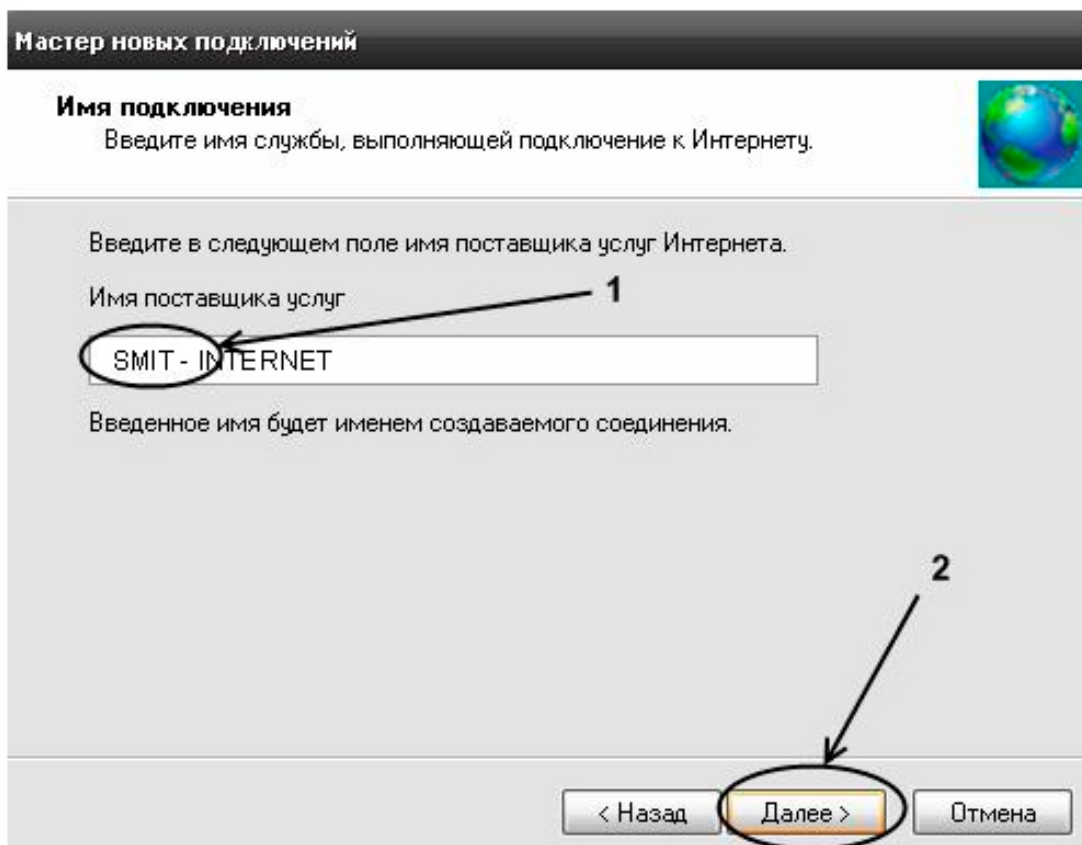 Мастер новых подключений
Имя подключения
Введите имя службы, выполняющей подключение к Интернету.
Введите в следующем поле имя поставщика услуг Интернета.
Имя поставщика услуг
1
SMIT - INTERNET
Введенное имя будет именем создаваемого соединения.
2
< Назад
Далее >
Отмена